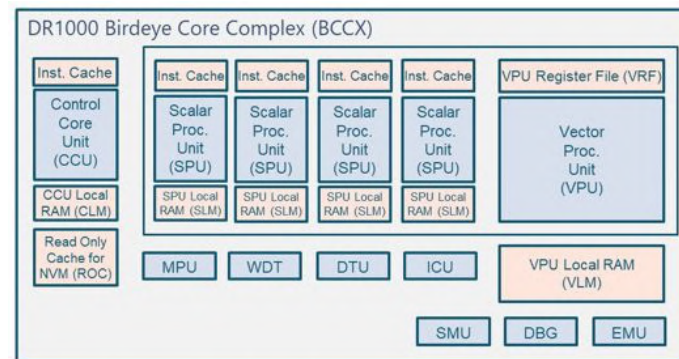 DR1000 Birdeye Core Complex (BCCX)
Inst. Cache
Control
Core
Unit
(CCU)
CCU Local
RAM (CLM)
Read Only
Cache for
NVM (ROC)
Inst. Cache
Scalar
Proc.
Unit
(SPU)
SPU Local
RAM (SLM)
Inst. Cache
Scalar
Proc.
Unit
(SPU)
SPU Local
RAM (SLM)
Inst. Cache
Scalar
Proc.
Unit
(SPU)
SPU Local
RAM (SLM)
Inst. Cache
Scalar
Proc.
Unit
(SPU)
SPU Local
RAM (SLM)
VPU Register File (VRF)
Vector
Proc.
Unit
(VPU)
MPU
WDT
DTU
ICU
VPU Local RAM
(VLM)
SMU
DBG
EMU